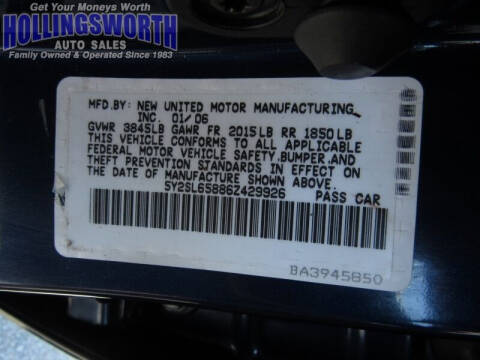 Get Your Moneys Worth
HOLLINGSWORTH
AUTO SALES
Family Owned & Operated Since 1983
MFD.BY: NEW UNITED MOTOR MANUFACTURING,
INC. 01/06
GVWR 3845LB GAWR FR 2015LB RR 1850LB
THIS VEHICLE CONFORMS TO ALL APPLICABLE
FEDERAL MOTOR VEHICLE SAFETY,BUMPER,AND
THEFT PREVENTION STANDARDS IN EFFECT ON
THE DATE OF MANUFACTURE SHOWN ABOVE.
5Y2SL65886Z429926 PASS CAR
BA3945850